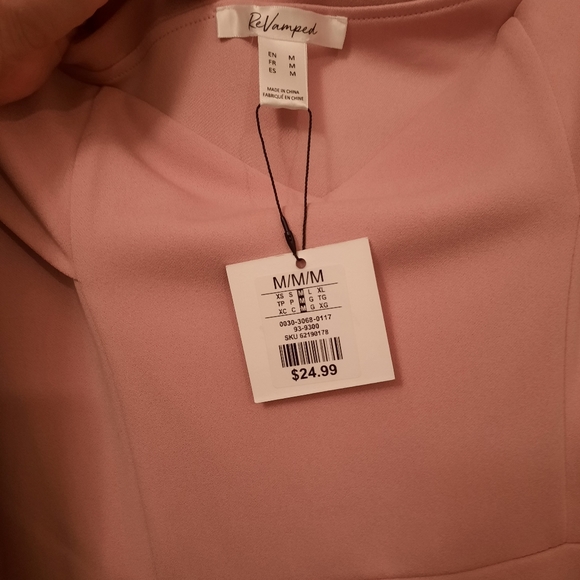 ReVamped
EN M
FR M
ES M
MADE IN CHINA
FABRIQUÉ EN CHINE
M/M/M
XS S M L XL
TP P M G TG
XC C M G XG
0030-3068-0117
93-9300
SKU 62190178
$24.99